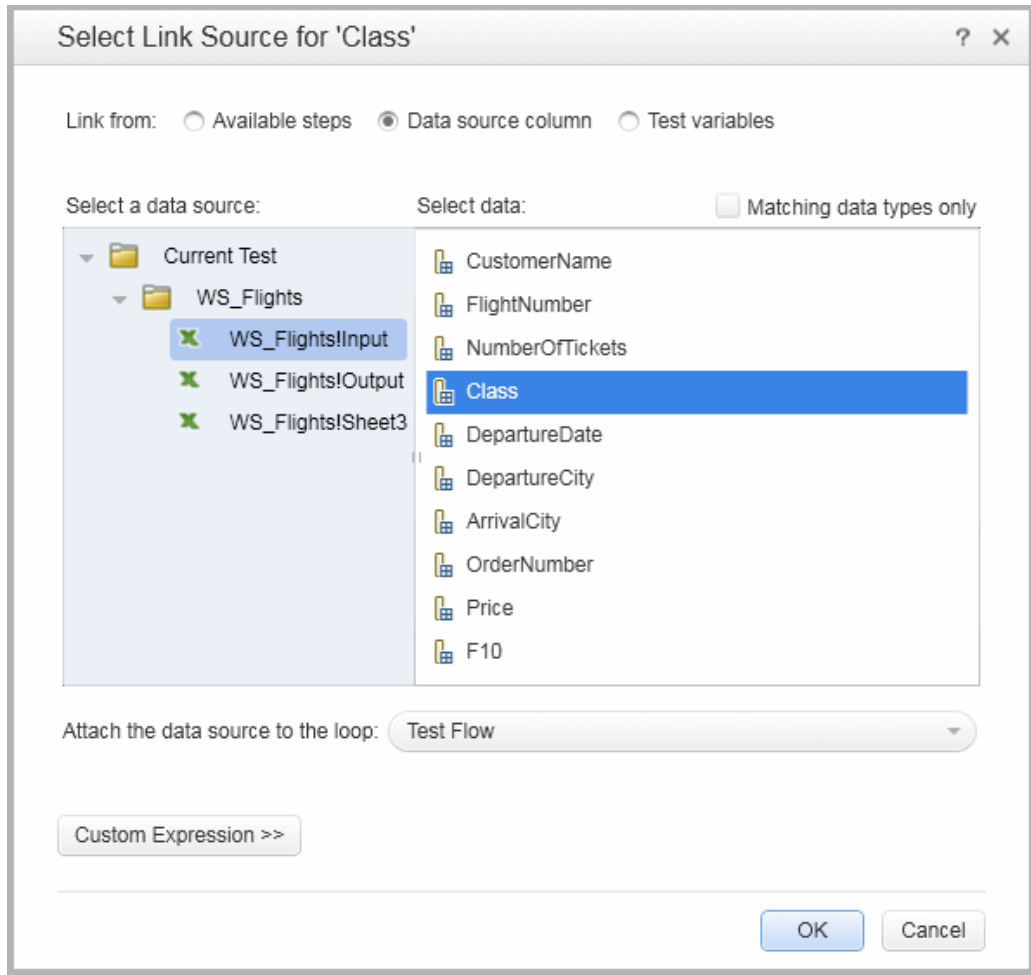 Select Link Source for 'Class'
?
Link from: Available steps Data source column Test variables
Select a data source:
Select data:
Matching data types only
Current Test
WS_Flights
WS_Flights!Input
WS_Flights!Output
WS_Flights!Sheet3
CustomerName
FlightNumber
NumberOfTickets
Class
DepartureDate
DepartureCity
ArrivalCity
OrderNumber
Price
F10
Attach the data source to the loop: Test Flow
Custom Expression >>
OK
Cancel